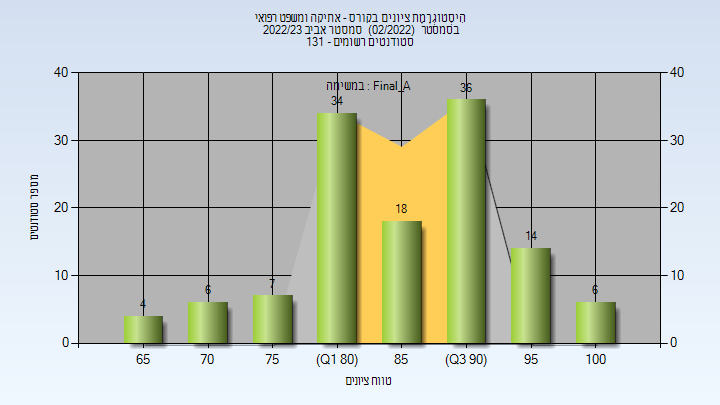 היסטוגרמת ציונים בקורס - אתיקה ומשפט רפואי
בסמסטר (02/2022) סמסטר אביב 2022/23
סטודנטים רשומים - 131
במשימה : Final_A
מספר סטודנטים
40
30
20
10
0
40
30
20
10
0
4
6
7
34
18
36
14
6
65 70 75 (Q1 80) 85 (Q3 90) 95 100
טווח ציונים